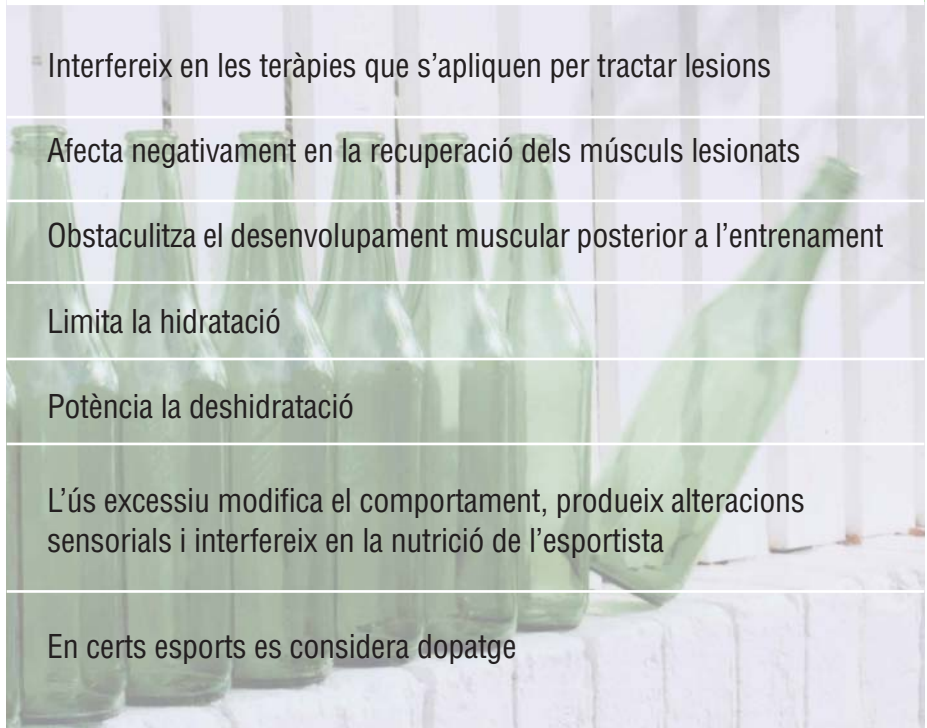 Interfereix en les teràpies que s’apliquen per tractar lesions
Afecta negativament en la recuperació dels músculs lesionats
Obstaculitza el desenvolupament muscular posterior a l’entrenament
Limita la hidratació
Potència la deshidratació
L’ús excessiu modifica el comportament, produeix alteracions
sensorials i interfereix en la nutrició de l’esportista
En certs esports es considera dopatge